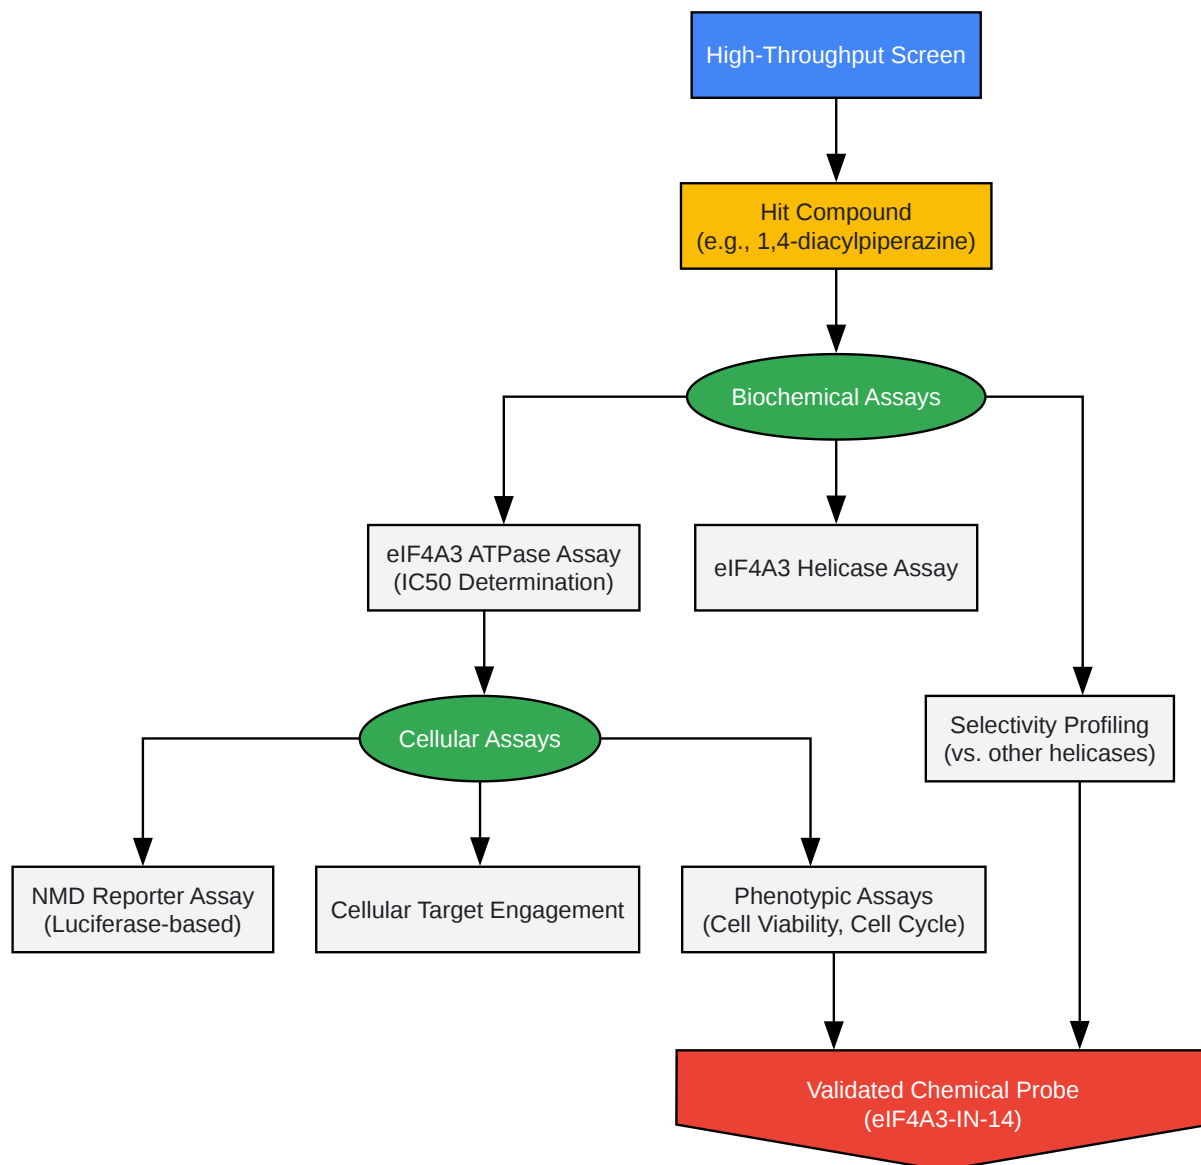 High-Throughput Screen
Hit Compound
(e.g., 1,4-diacylpiperazine)
Biochemical Assays
eIF4A3 ATPase Assay
(IC50 Determination)
eIF4A3 Helicase Assay
Selectivity Profiling
(vs. other helicases)
Cellular Assays
NMD Reporter Assay
(Luciferase-based)
Cellular Target Engagement
Phenotypic Assays
(Cell Viability, Cell Cycle)
Validated Chemical Probe
(eIF4A3-IN-14)